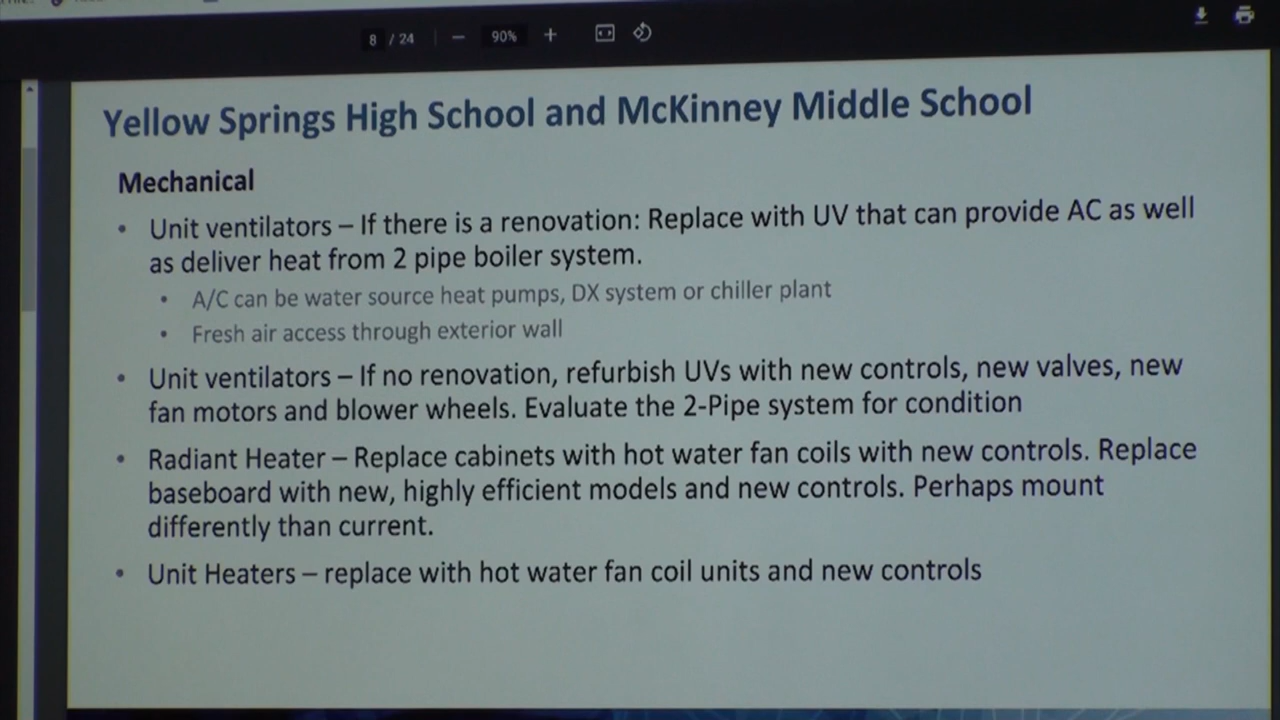 8 / 24
90%
Yellow Springs High School and McKinney Middle School
Mechanical
• Unit ventilators – If there is a renovation: Replace with UV that can provide AC as well
as deliver heat from 2 pipe boiler system.
• A/C can be water source heat pumps, DX system or chiller plant
• Fresh air access through exterior wall
• Unit ventilators – If no renovation, refurbish UVs with new controls, new valves, new
fan motors and blower wheels. Evaluate the 2-Pipe system for condition
• Radiant Heater – Replace cabinets with hot water fan coils with new controls. Replace
baseboard with new, highly efficient models and new controls. Perhaps mount
differently than current.
• Unit Heaters – replace with hot water fan coil units and new controls